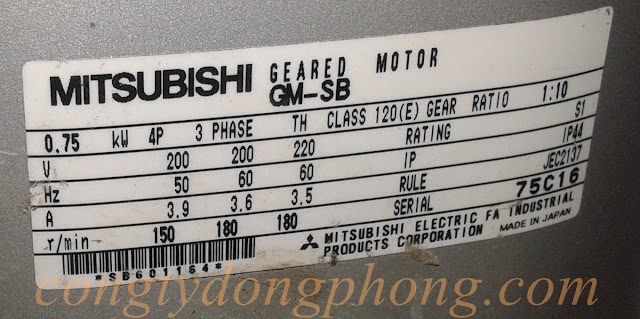 MITSUBISHI GEARED MOTOR
GM-SB
0.75 kW 4P 3 PHASE TH CLASS 120(E) GEAR RATIO 1:10
V 200 200 220 RATING S1
Hz 50 60 60 IP IP44
A 3.9 3.6 3.5 RULE JEC2137
r/min 150 180 180 SERIAL 75C16
*SB601164*
MITSUBISHI ELECTRIC FA INDUSTRIAL
PRODUCTS CORPORATION MADE IN JAPAN
congtydongphong.com